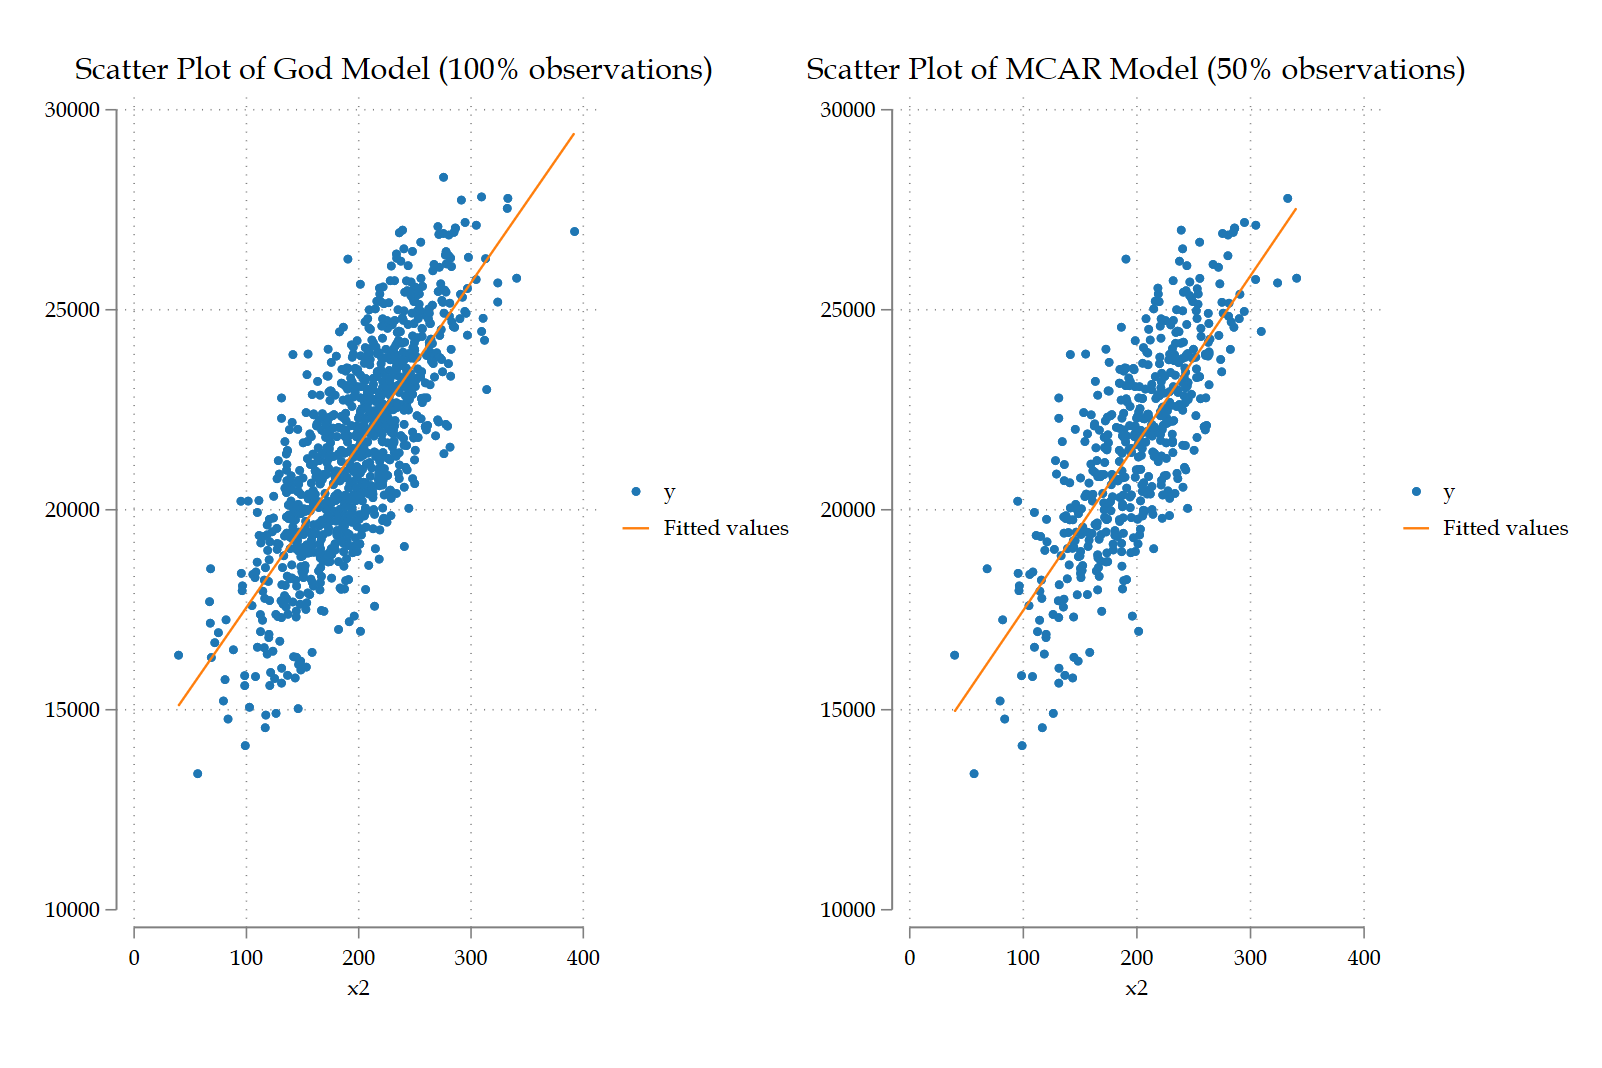 Scatter Plot of God Model (100% observations)
30000
25000
20000
15000
10000
0 100 200 300 400
x2
y
Fitted values
Scatter Plot of MCAR Model (50% observations)
30000
25000
20000
15000
10000
0 100 200 300 400
x2
y
Fitted values